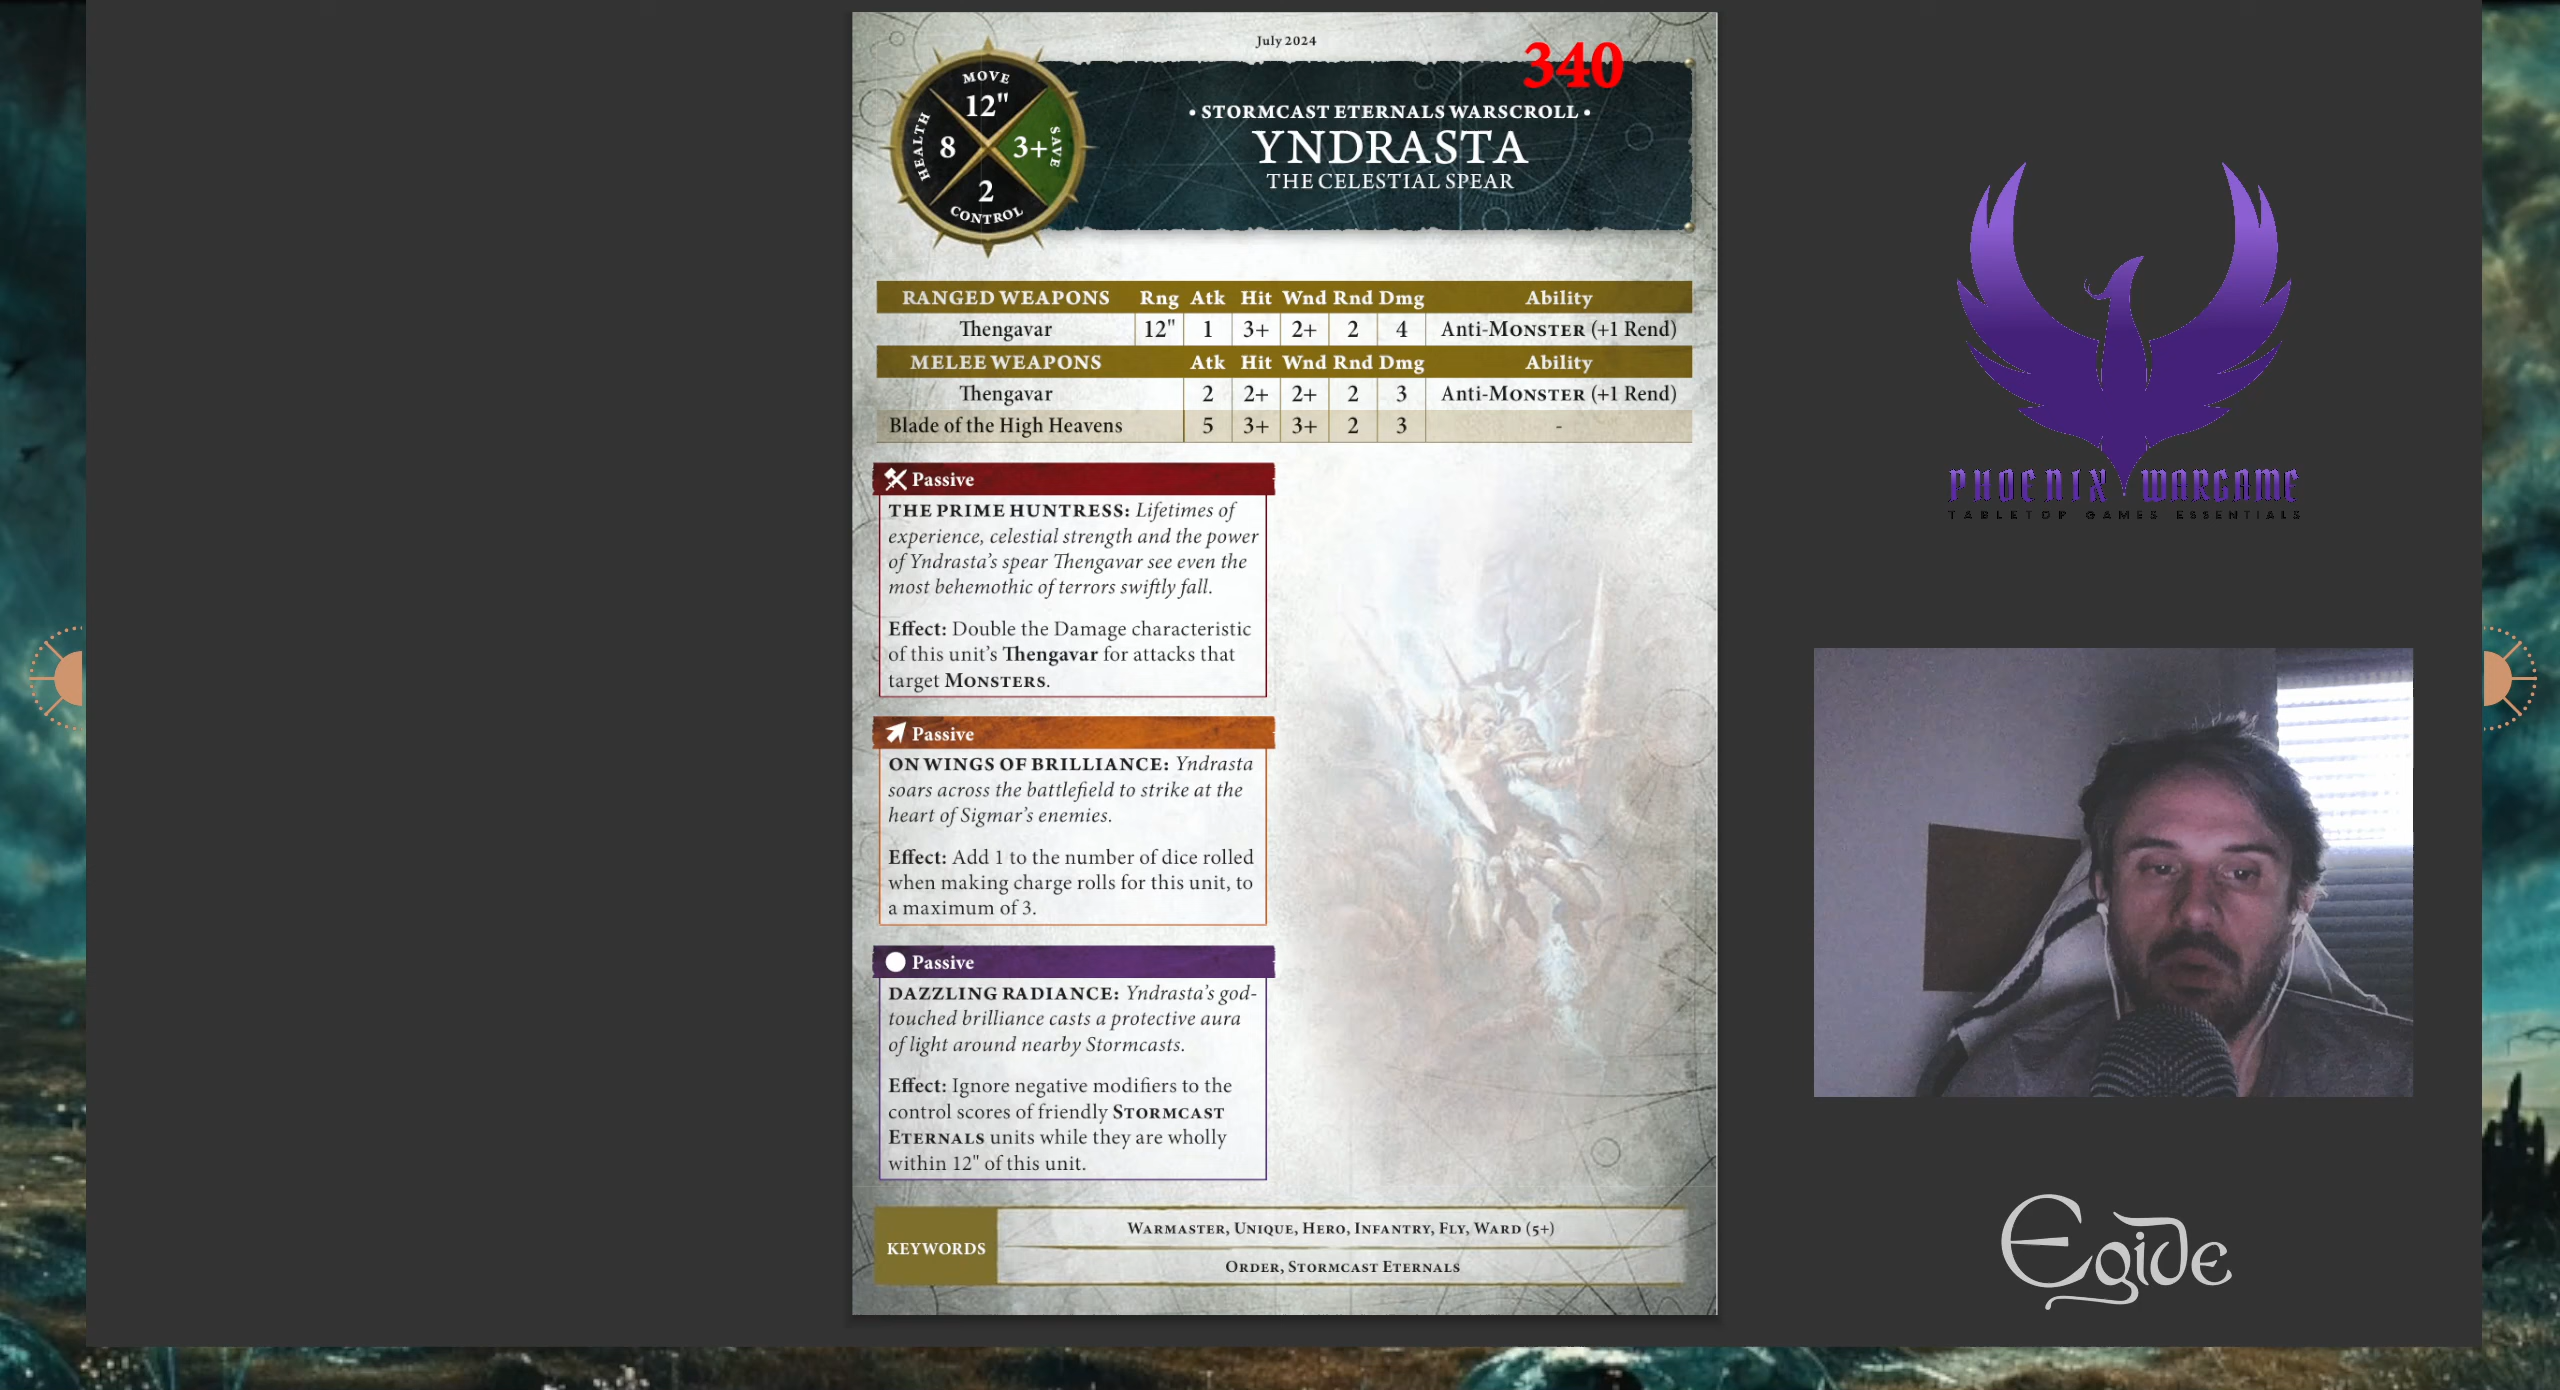 July 2024
340
MOVE
12"
HEALTH
8
3+
SAVE
2
CONTROL
• STORMCAST ETERNALS WARSCROLL •
YNDRASTA
THE CELESTIAL SPEAR
RANGED WEAPONS Rng Atk Hit Wnd Rnd Dmg Ability
Thengavar 12" 1 3+ 2+ 2 4 Anti-MONSTER (+1 Rend)
MELEE WEAPONS Atk Hit Wnd Rnd Dmg Ability
Thengavar 2 2+ 2+ 2 3 Anti-MONSTER (+1 Rend)
Blade of the High Heavens 5 3+ 3+ 2 3 -
Passive
THE PRIME HUNTRESS: Lifetimes of
experience, celestial strength and the power
of Yndrasta's spear Thengavar see even the
most behemothic of terrors swiftly fall.
Effect: Double the Damage characteristic
of this unit's Thengavar for attacks that
target MONSTERS.
Passive
ON WINGS OF BRILLIANCE: Yndrasta
soars across the battlefield to strike at the
heart of Sigmar's enemies.
Effect: Add 1 to the number of dice rolled
when making charge rolls for this unit, to
a maximum of 3.
Passive
DAZZLING RADIANCE: Yndrasta's god-
touched brilliance casts a protective aura
of light around nearby Stormcasts.
Effect: Ignore negative modifiers to the
control scores of friendly STORMCAST
ETERNALS units while they are wholly
within 12" of this unit.
KEYWORDS
WARMASTER, UNIQUE, HERO, INFANTRY, FLY, WARD (5+)
ORDER, STORMCAST ETERNALS
PHOENIX WARGAME
TABLETOP GAMES ESSENTIALS
Egide